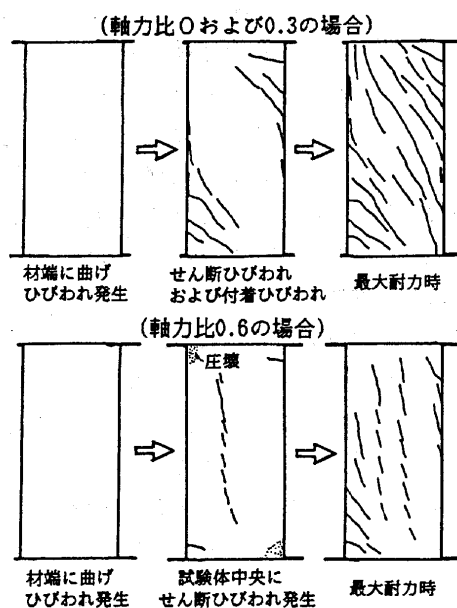 (軸力比0および0.3の場合)
材端に曲げ
ひびわれ発生
せん断ひびわれ
および付着ひびわれ
最大耐力時
(軸力比0.6の場合)
圧壊
材端に曲げ
ひびわれ発生
試験体中央に
せん断ひびわれ発生
最大耐力時